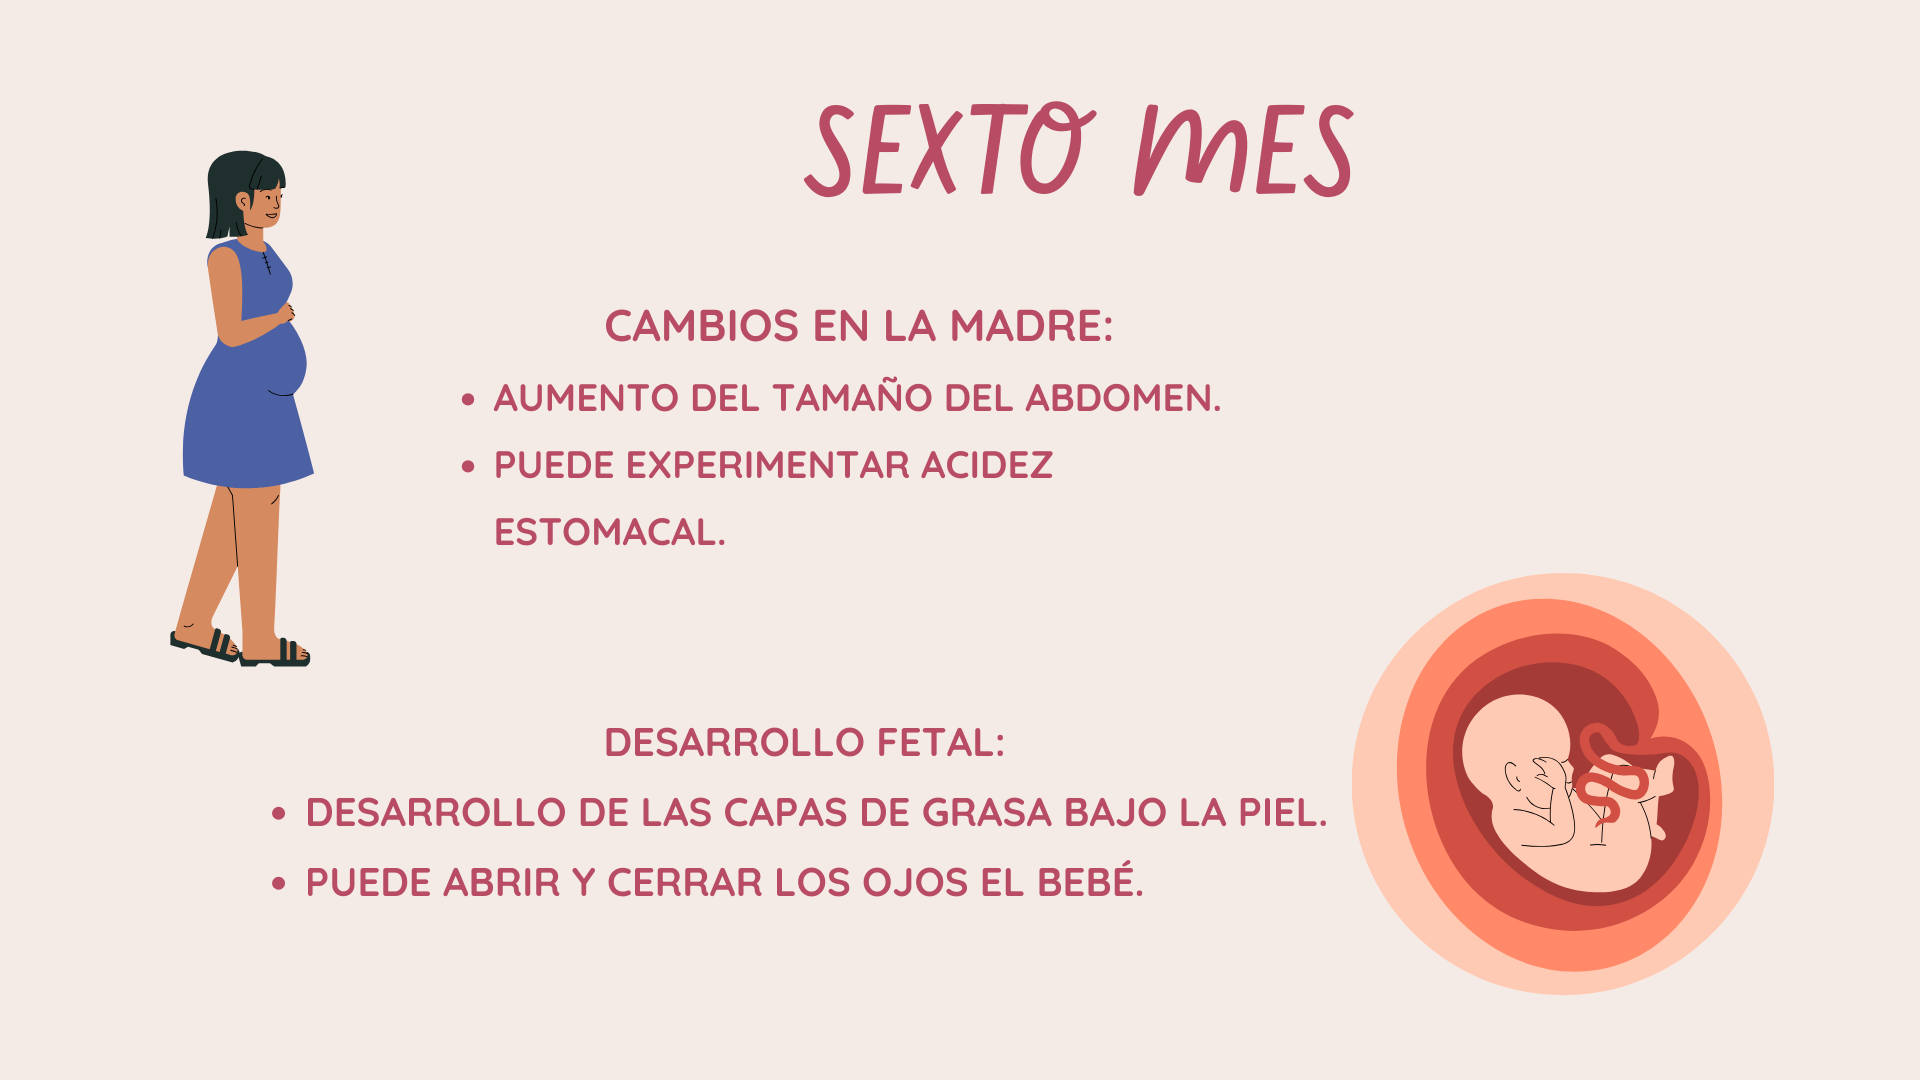 SEXTO MES
CAMBIOS EN LA MADRE:
• AUMENTO DEL TAMAÑO DEL ABDOMEN.
• PUEDE EXPERIMENTAR ACIDEZ
ESTOMACAL.
DESARROLLO FETAL:
• DESARROLLO DE LAS CAPAS DE GRASA BAJO LA PIEL.
• PUEDE ABRIR Y CERRAR LOS OJOS EL BEBÉ.